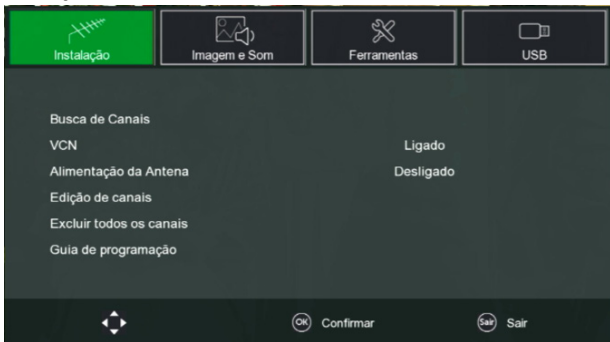 Instalação Imagem e Som Ferramentas USB
Busca de Canais
VCN Ligado
Alimentação da Antena Desligado
Edição de canais
Excluir todos os canais
Guia de programação
OK Confirmar Sair Sair